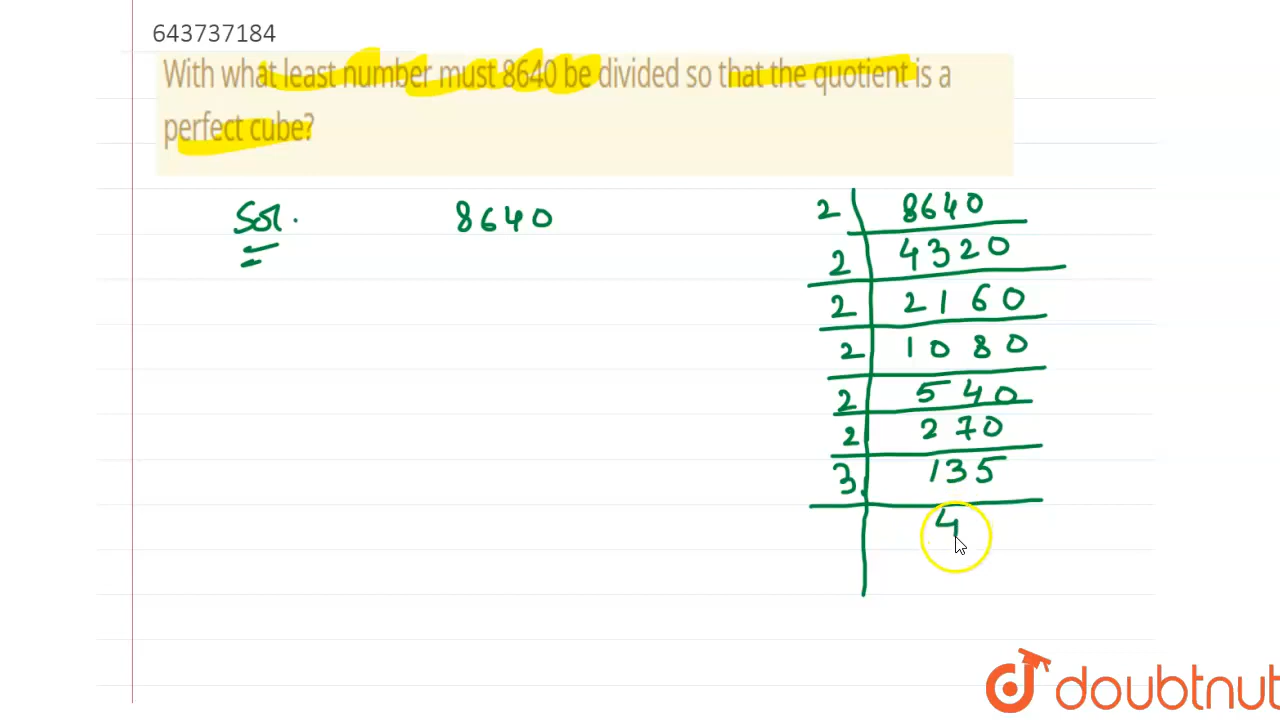 643737184
With what least number must 8640 be divided so that the quotient is a
perfect cube?
Sol.
8640
2 8640
2 4320
2 2160
2 1080
2 540
2 270
3 135
4
doubtnut